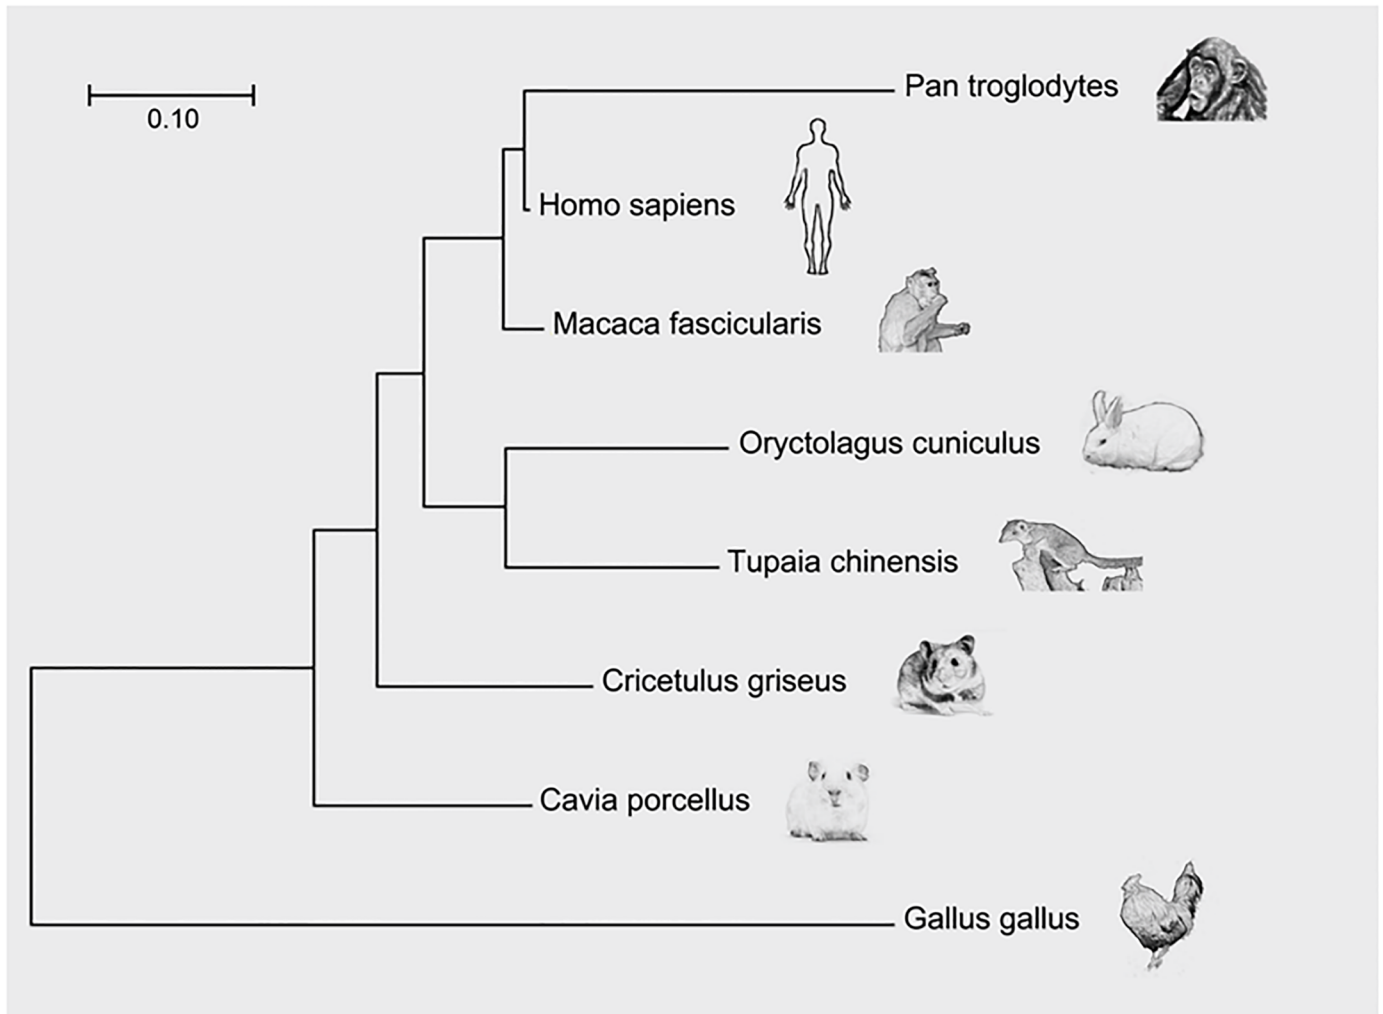 Pan troglodytes
0.10
Homo sapiens
Macaca fascicularis
Oryctolagus cuniculus
Tupaia chinensis
Cricetulus griseus
Cavia porcellus
Gallus gallus